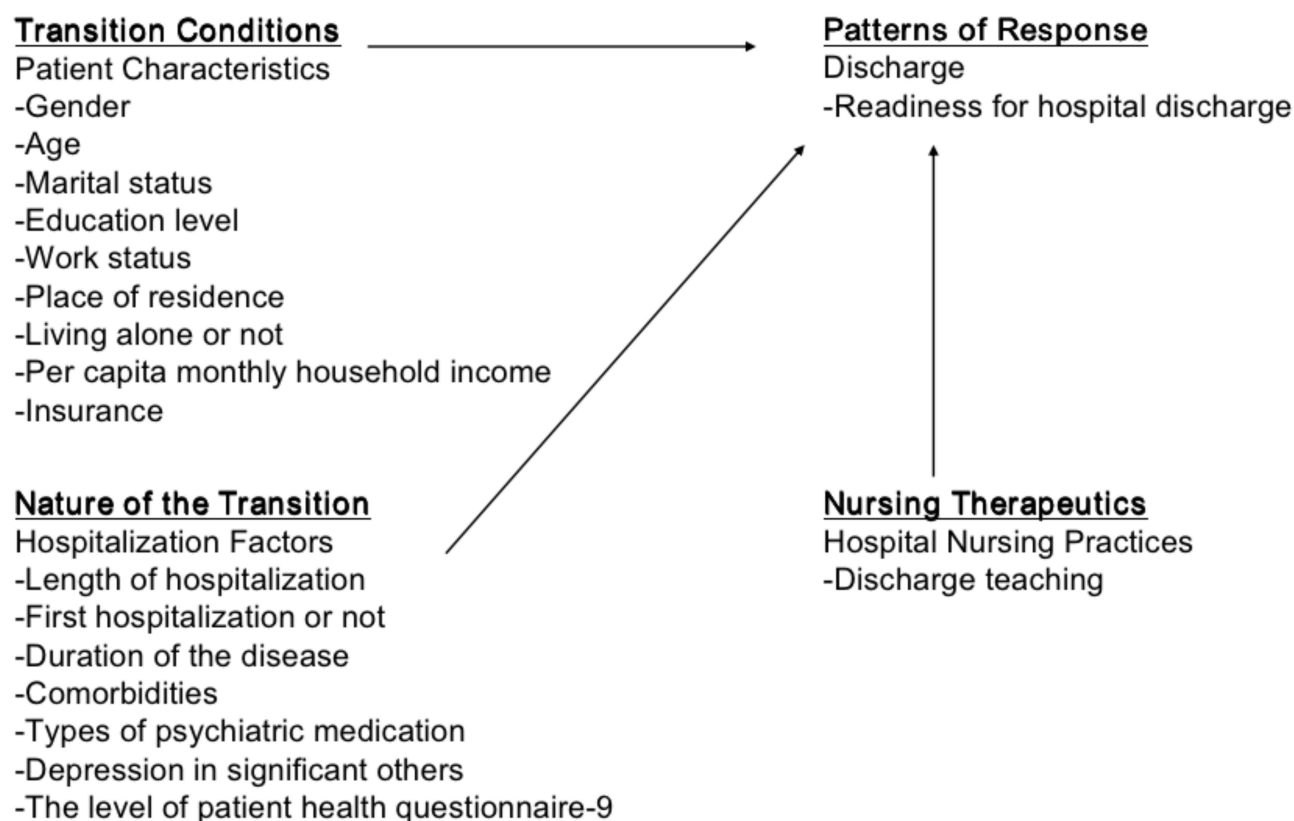 Transition Conditions
Patient Characteristics
-Gender
-Age
-Marital status
-Education level
-Work status
-Place of residence
-Living alone or not
-Per capita monthly household income
-Insurance
Patterns of Response
Discharge
-Readiness for hospital discharge
Nature of the Transition
Hospitalization Factors
-Length of hospitalization
-First hospitalization or not
-Duration of the disease
-Comorbidities
-Types of psychiatric medication
-Depression in significant others
-The level of patient health questionnaire-9
Nursing Therapeutics
Hospital Nursing Practices
-Discharge teaching